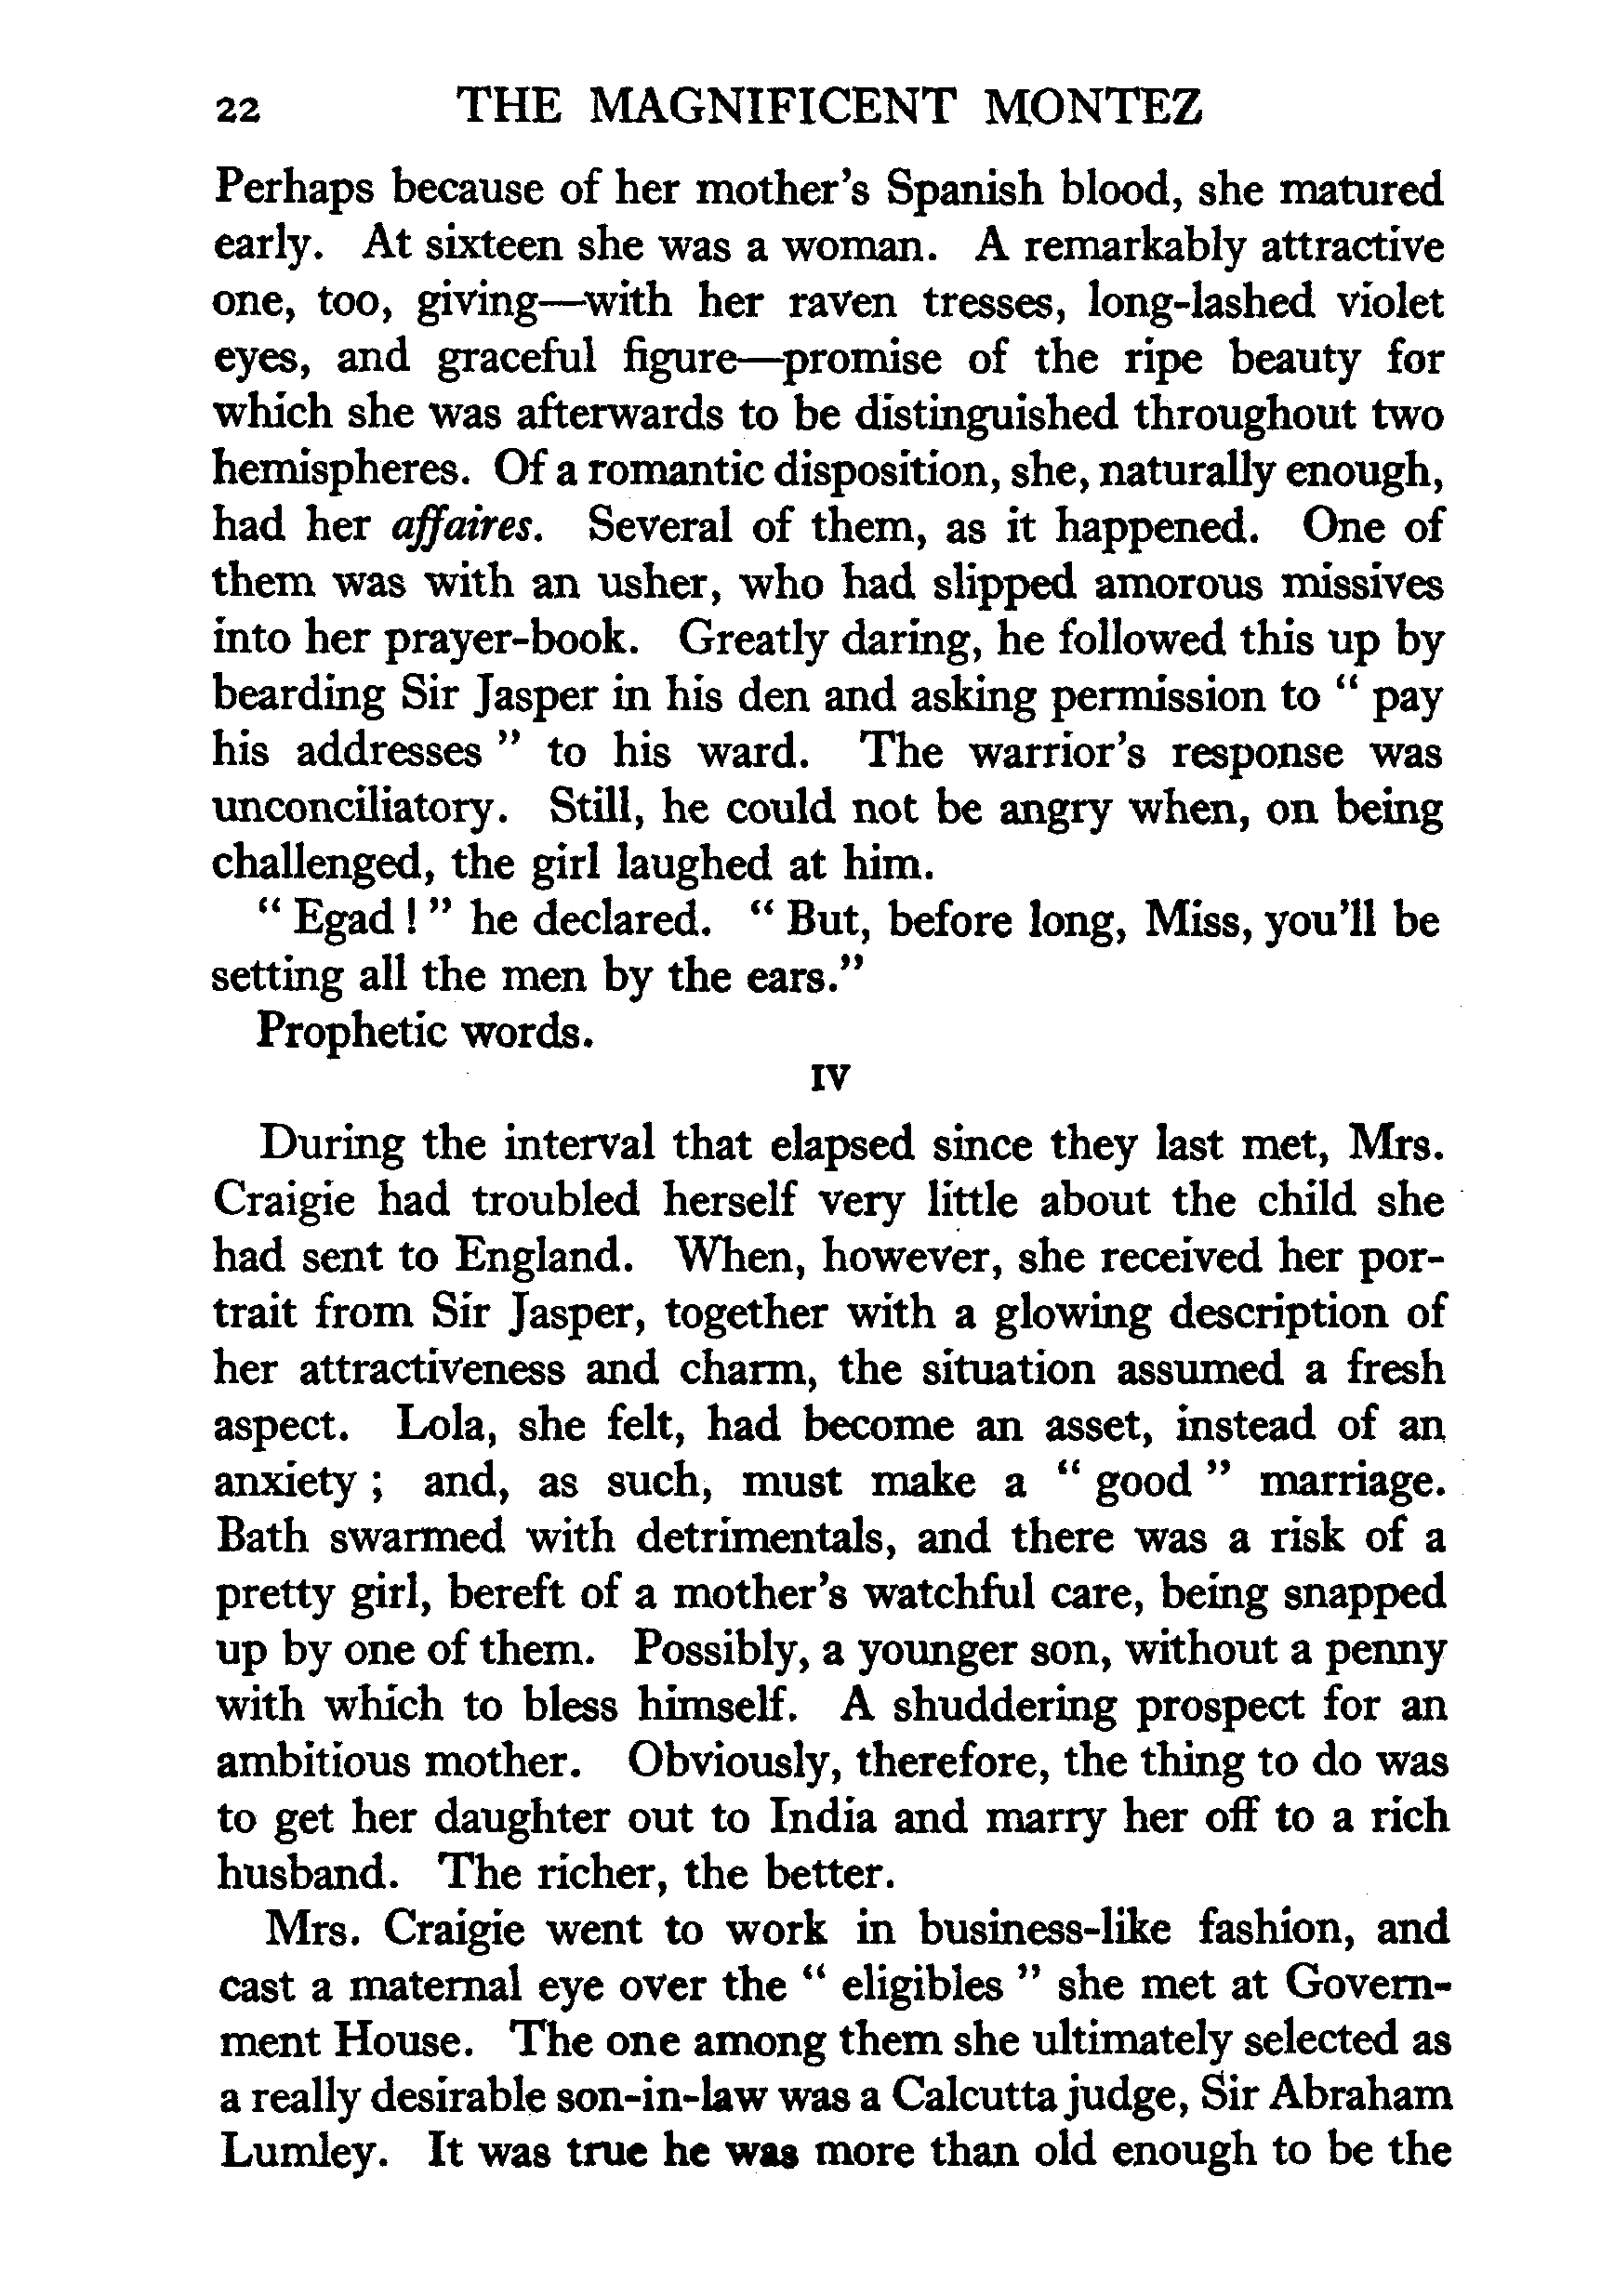 22 THE MAGNIFICENT MONTEZ
Perhaps because of her mother's Spanish blood, she matured
early. At sixteen she was a woman. A remarkably attractive
one, too, giving—with her raven tresses, long-lashed violet
eyes, and graceful figure—promise of the ripe beauty for
which she was afterwards to be distinguished throughout two
hemispheres. Of a romantic disposition, she, naturally enough,
had her affaires. Several of them, as it happened. One of
them was with an usher, who had slipped amorous missives
into her prayer-book. Greatly daring, he followed this up by
bearding Sir Jasper in his den and asking permission to " pay
his addresses " to his ward. The warrior's response was
unconciliatory. Still, he could not be angry when, on being
challenged, the girl laughed at him.
" Egad ! " he declared. " But, before long, Miss, you'll be
setting all the men by the ears."
Prophetic words.
IV
During the interval that elapsed since they last met, Mrs.
Craigie had troubled herself very little about the child she
had sent to England. When, however, she received her por-
trait from Sir Jasper, together with a glowing description of
her attractiveness and charm, the situation assumed a fresh
aspect. Lola, she felt, had become an asset, instead of an
anxiety ; and, as such, must make a " good " marriage.
Bath swarmed with detrimentals, and there was a risk of a
pretty girl, bereft of a mother's watchful care, being snapped
up by one of them. Possibly, a younger son, without a penny
with which to bless himself. A shuddering prospect for an
ambitious mother. Obviously, therefore, the thing to do was
to get her daughter out to India and marry her off to a rich
husband. The richer, the better.
Mrs. Craigie went to work in business-like fashion, and
cast a maternal eye over the " eligibles " she met at Govern-
ment House. The one among them she ultimately selected as
a really desirable son-in-law was a Calcutta judge, Sir Abraham
Lumley. It was true he was more than old enough to be the